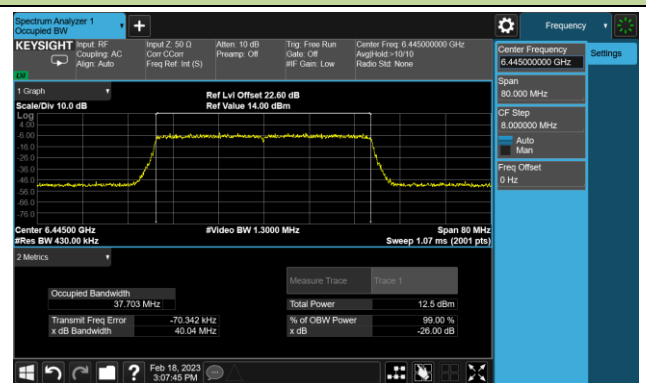 Spectrum Analyzer 1
Occupied BW
Frequency
KEYSIGHT
Input: RF
Coupling: AC
Align: Auto
Input Z: 50 Ω
Corr CCorr
Freq Ref: Int (S)
Atten: 10 dB
Preamp: Off
Trig: Free Run
Gate: Off
#IF Gain: Low
Center Freq: 6.445000000 GHz
Avg|Hold:>10/10
Radio Std: None
Center Frequency
6.445000000 GHz
Settings
Span
80.000 MHz
CF Step
8.000000 MHz
Auto
Man
Freq Offset
0 Hz
1 Graph
Scale/Div 10.0 dB
Ref Lvl Offset 22.60 dB
Ref Value 14.00 dBm
Log
4.00
-6.00
-16.0
-26.0
-36.0
-46.0
-56.0
-66.0
-76.0
Center 6.44500 GHz
#Res BW 430.00 kHz
#Video BW 1.3000 MHz
Span 80 MHz
Sweep 1.07 ms (2001 pts)
2 Metrics
Measure Trace
Trace 1
Occupied Bandwidth
37.703 MHz
Total Power
12.5 dBm
Transmit Freq Error
-70.342 kHz
% of OBW Power
99.00 %
x dB Bandwidth
40.04 MHz
x dB
-26.00 dB
?
Feb 18, 2023
3:07:45 PM